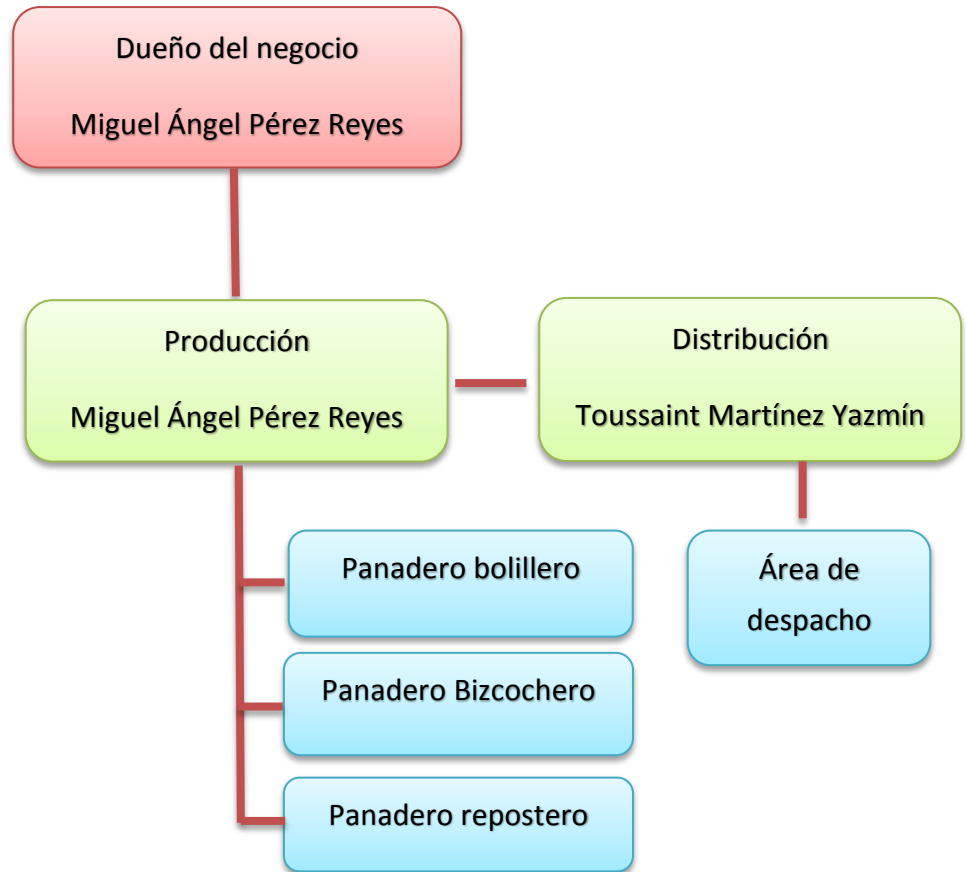 Dueño del negocio
Miguel Ángel Pérez Reyes
Producción
Miguel Ángel Pérez Reyes
Distribución
Toussaint Martínez Yazmín
Panadero bolillero
Panadero Bizcochero
Panadero repostero
Área de
despacho